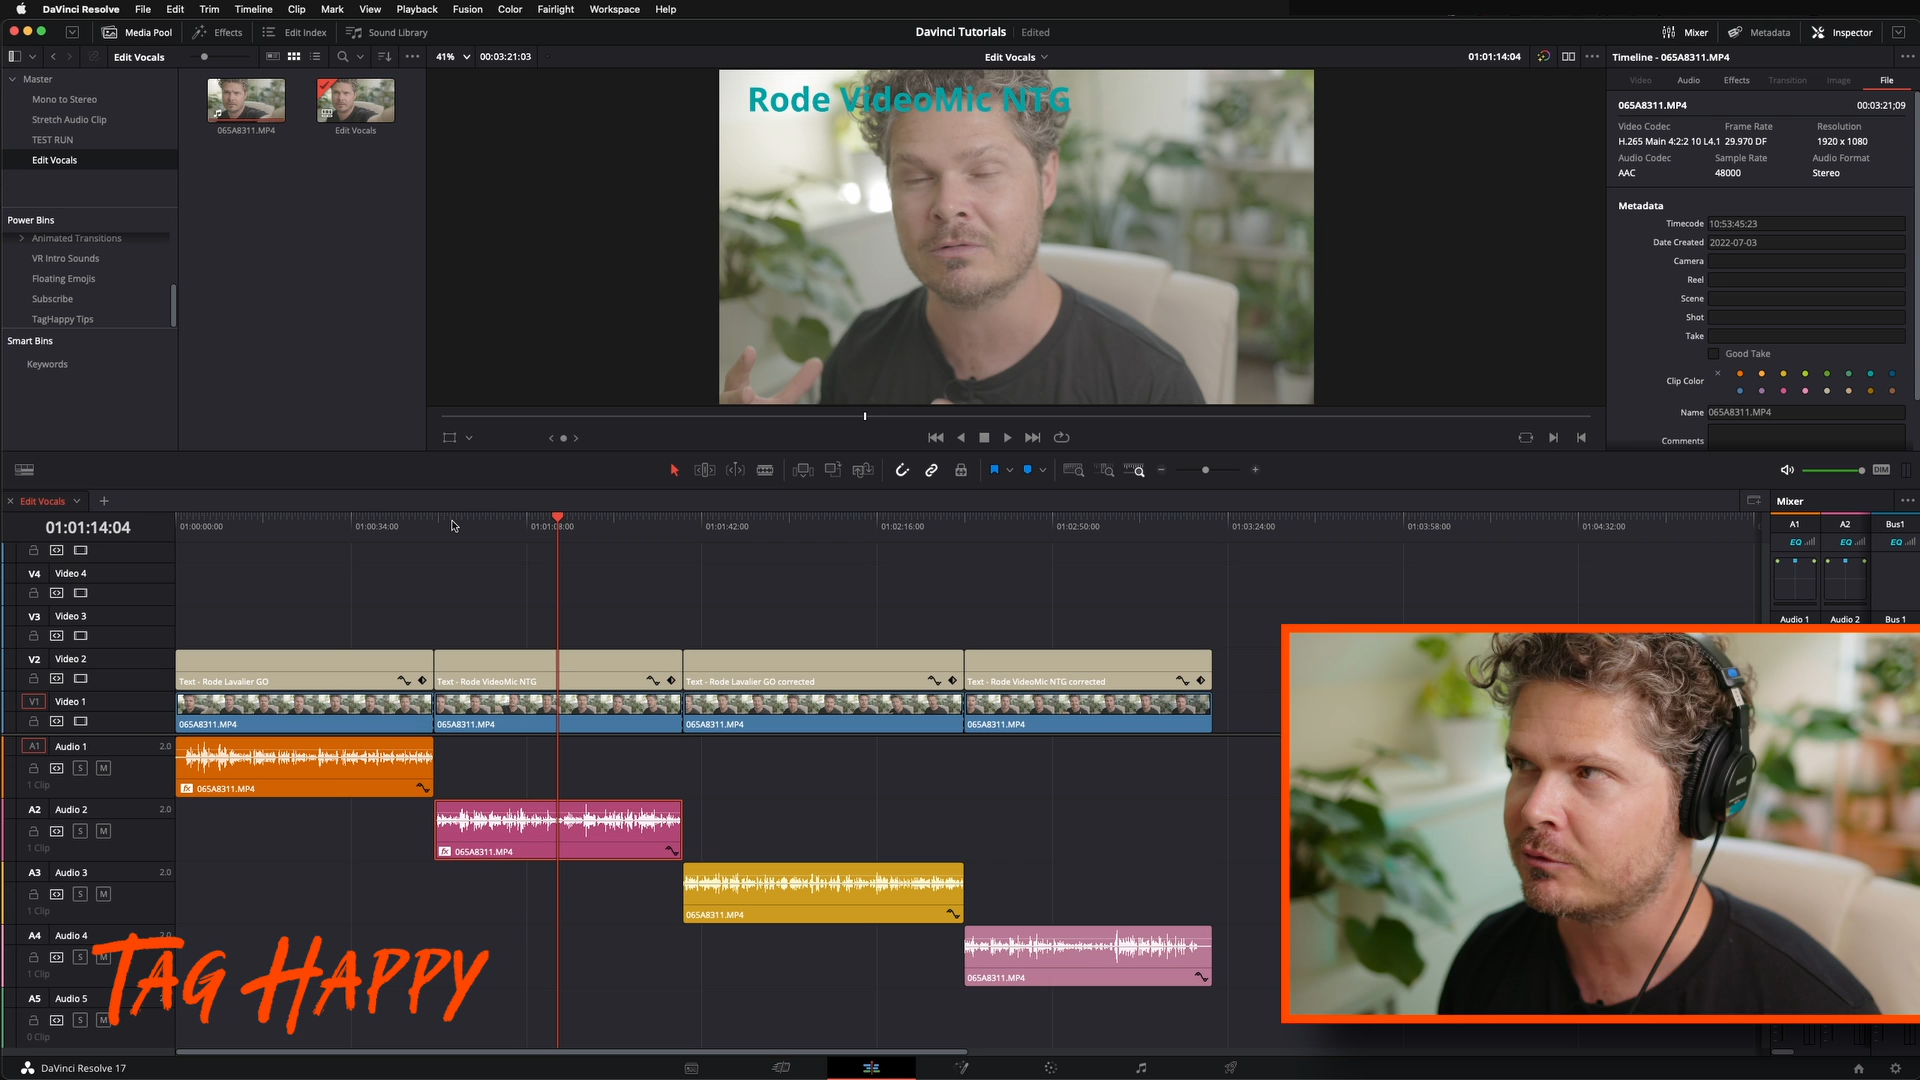 DaVinci Resolve File Edit Trim Timeline Clip Mark View Playback Fusion Color Fairlight Workspace Help
Media Pool Effects Edit Index Sound Library Davinci Tutorials Edited Mixer Metadata Inspector
Edit Vocals 41% 00:03:21:03 Edit Vocals 01:01:14:04 Timeline - 065A8311.MP4
Master
Mono to Stereo
Stretch Audio Clip
TEST RUN
Edit Vocals
Power Bins
Animated Transitions
VR Intro Sounds
Floating Emojis
Subscribe
TagHappy Tips
Smart Bins
Keywords
065A8311.MP4 Edit Vocals
Rode VideoMic NTG
Video Audio Effects Transition Image File
065A8311.MP4 00:03:21;09
Video Codec Frame Rate Resolution
H.265 Main 4:2:2 10 L4.1 29.970 DF 1920 x 1080
Audio Codec Sample Rate Audio Format
AAC 48000 Stereo
Metadata
Timecode 10:53:45:23
Date Created 2022-07-03
Camera
Reel
Scene
Shot
Take
Good Take
Clip Color
Name 065A8311.MP4
Comments
DIM
Edit Vocals
01:01:14:04
01:00:00:00 01:00:34:00 01:01:08:00 01:01:42:00 01:02:16:00 01:02:50:00 01:03:24:00 01:03:58:00 01:04:32:00
Mixer
A1 A2 Bus1
EQ EQ EQ
Audio 1 Audio 2 Bus 1
V4 Video 4
V3 Video 3
V2 Video 2
Text - Rode Lavalier GO Text - Rode VideoMic NTG Text - Rode Lavalier GO corrected Text - Rode VideoMic NTG corrected
V1 Video 1
065A8311.MP4 065A8311.MP4 065A8311.MP4 065A8311.MP4
A1 Audio 1 2.0
S M
1 Clip
fx 065A8311.MP4
A2 Audio 2 2.0
S M
1 Clip
fx 065A8311.MP4
A3 Audio 3 2.0
S M
1 Clip
065A8311.MP4
A4 Audio 4 2.0
S M
1 Clip
065A8311.MP4
A5 Audio 5
S M
0 Clip
TAG HAPPY
DaVinci Resolve 17